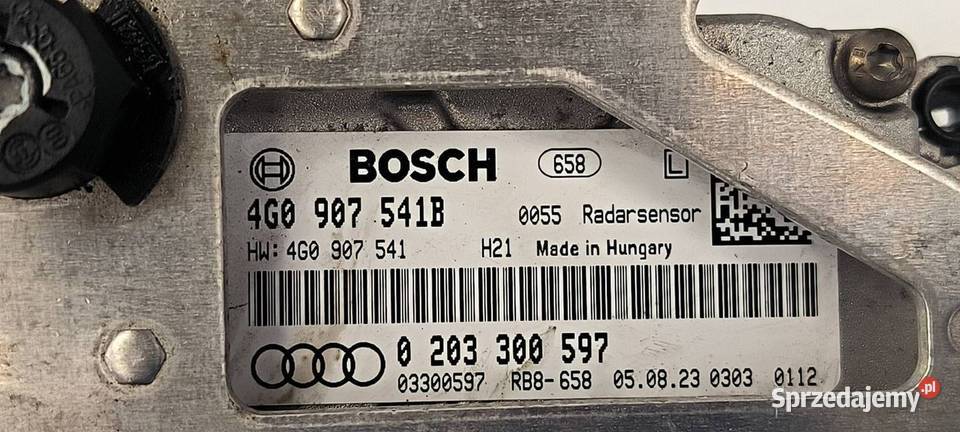 BOSCH 658 L
4G0 907 541B 0055 Radarsensor
HW: 4G0 907 541 H21 Made in Hungary
0 203 300 597
03300597 RB8-658 05.08.23 0303 0112
Sprzedajemy.pl